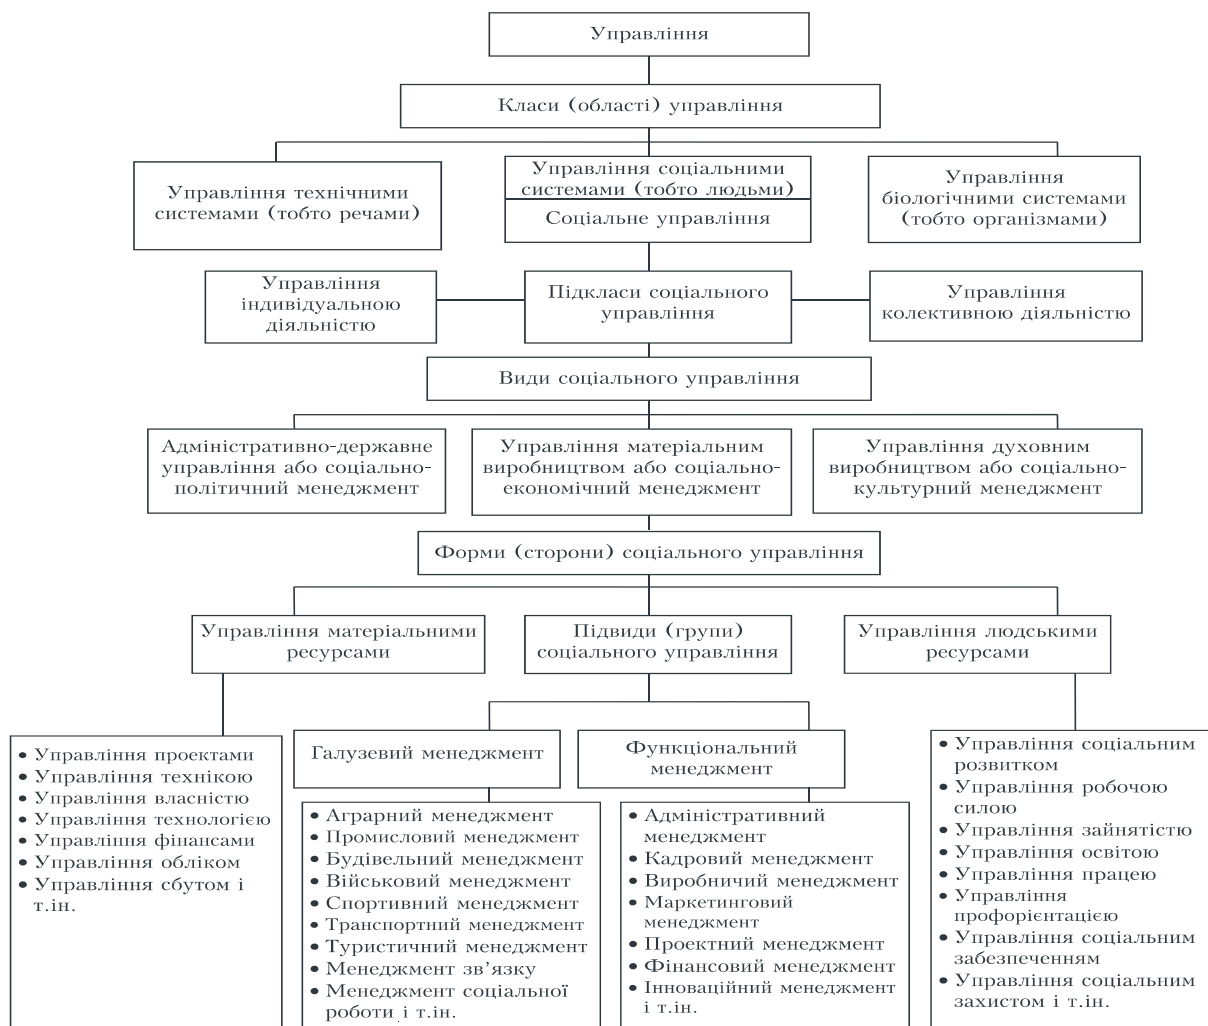 Управління
Класи (області) управління
Управління технічними
системами (тобто речами)
Управління соціальними
системами (тобто людьми)
Соціальне управління
Управління
біологічними системами
(тобто організмами)
Управління
індивідуальною
діяльністю
Підкласи соціального
управління
Управління
колективною діяльністю
Види соціального управління
Адміністративно-державне
управління або соціально-
політичний менеджмент
Управління матеріальним
виробництвом або соціально-
економічний менеджмент
Управління духовним
виробництвом або соціально-
культурний менеджмент
Форми (сторони) соціального управління
Управління матеріальними
ресурсами
Підвиди (групи)
соціального управління
Управління людськими
ресурсами
• Управління проектами
• Управління технікою
• Управління власністю
• Управління технологією
• Управління фінансами
• Управління обліком
• Управління сбутом і
т.ін.
Галузевий менеджмент
• Аграрний менеджмент
• Промисловий менеджмент
• Будівельний менеджмент
• Військовий менеджмент
• Спортивний менеджмент
• Транспортний менеджмент
• Туристичний менеджмент
• Менеджмент зв'язку
• Менеджмент соціальної
роботи і т.ін.
Функціональний
менеджмент
• Адміністративний
менеджмент
• Кадровий менеджмент
• Виробничий менеджмент
• Маркетинговий
менеджмент
• Проектний менеджмент
• Фінансовий менеджмент
• Інноваційний менеджмент
і т.ін.
• Управління соціальним
розвитком
• Управління робочою
силою
• Управління зайнятістю
• Управління освітою
• Управління працею
• Управління
профорієнтацією
• Управління соціальним
забезпеченням
• Управління соціальним
захистом і т.ін.